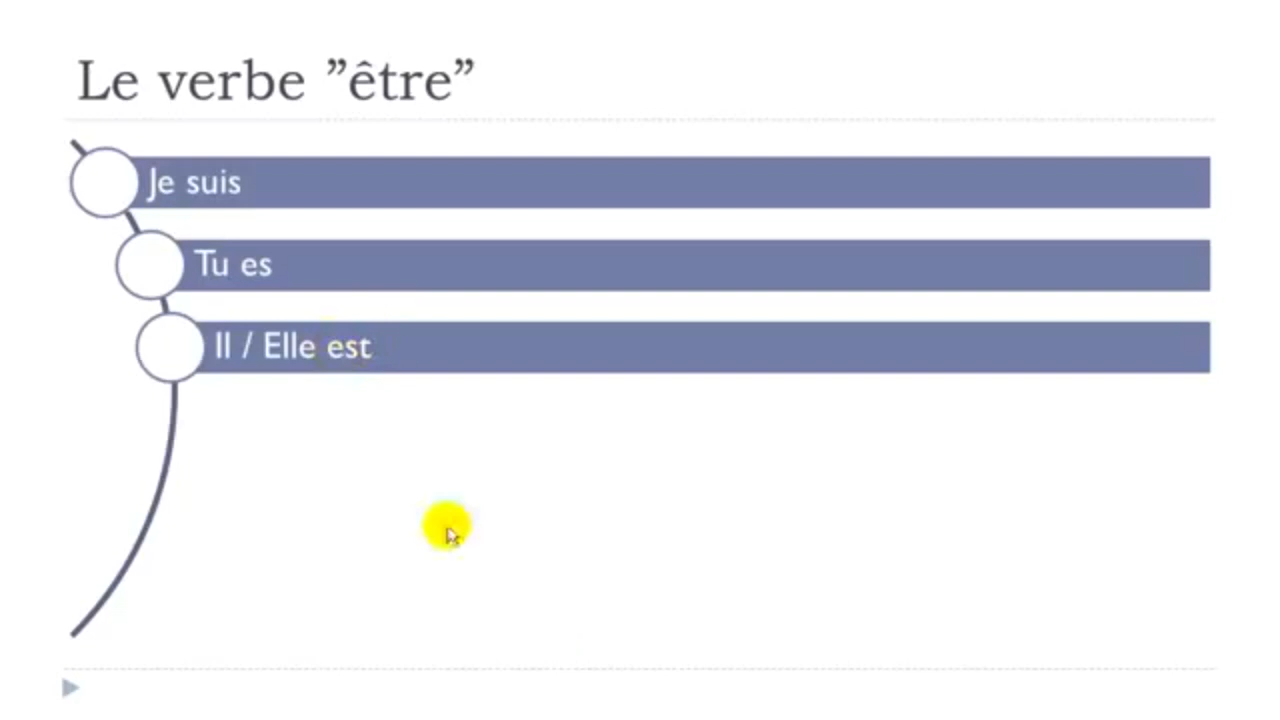 Le verbe ”être”
Je suis
Tu es
Il / Elle est